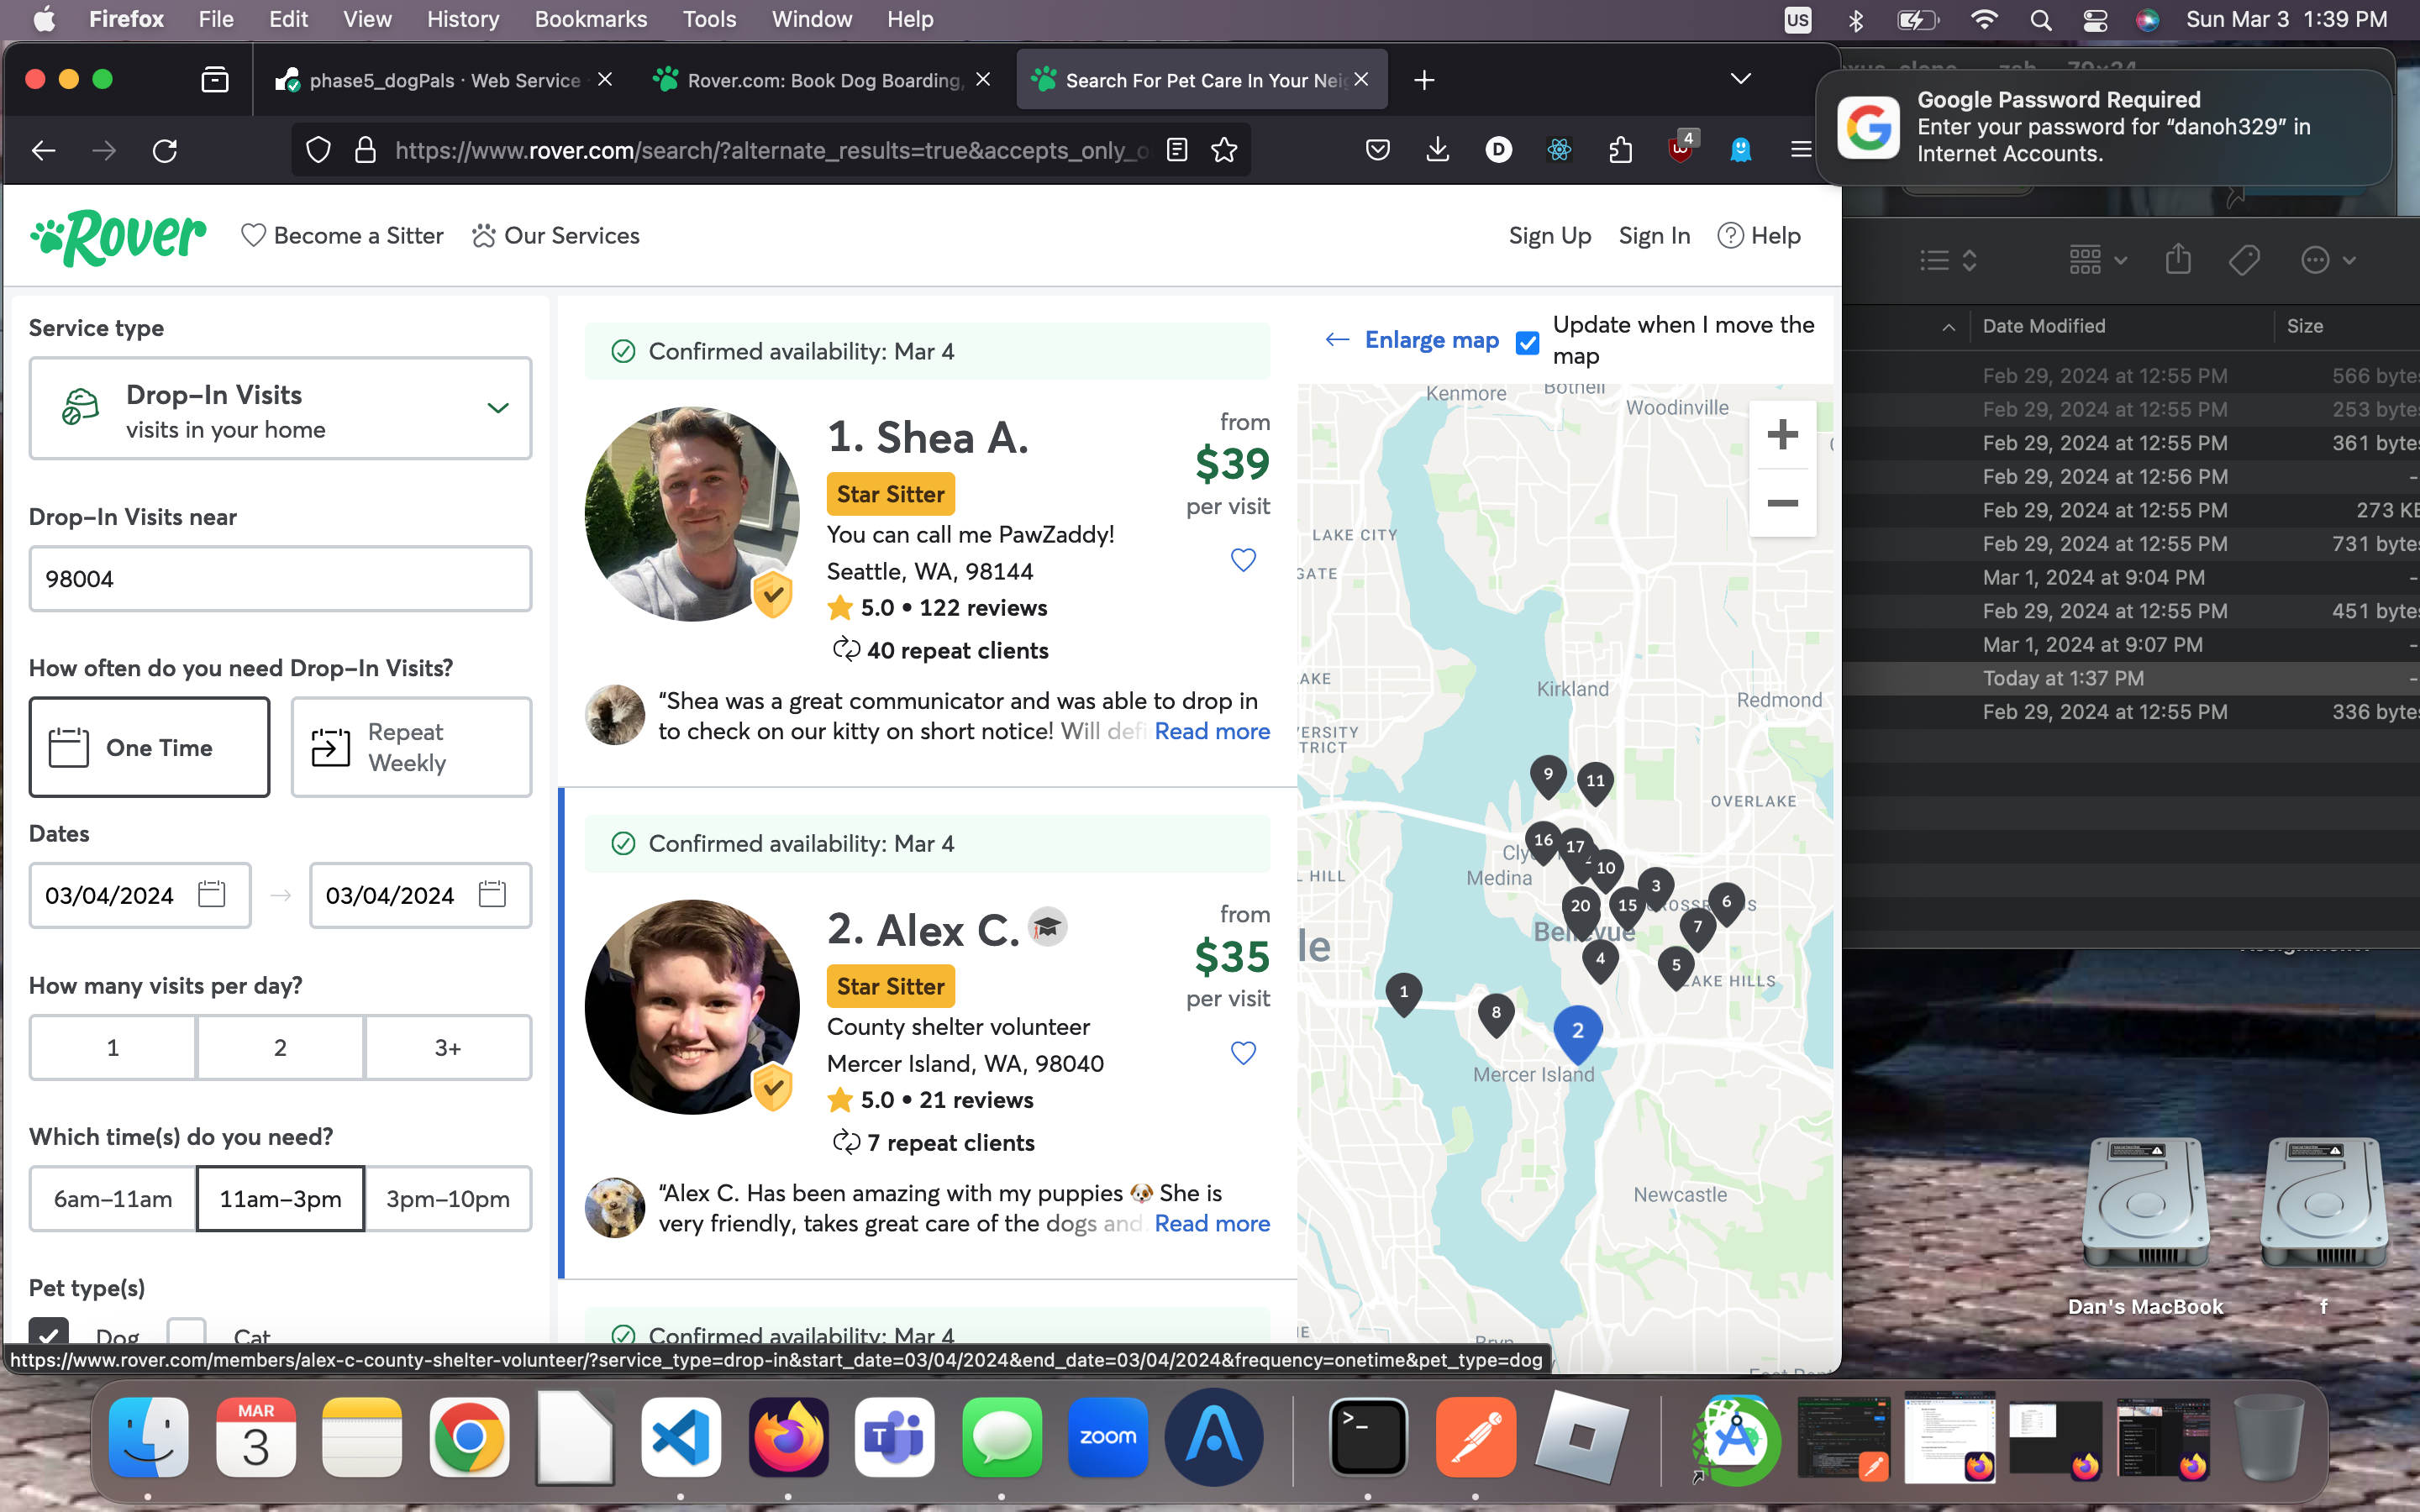 Firefox File Edit View History Bookmarks Tools Window Help
US
Sun Mar 3 1:39 PM
phase5_dogPals · Web Service
Rover.com: Book Dog Boarding,
Search For Pet Care In Your Nei
https://www.rover.com/search/?alternate_results=true&accepts_only_o
D
4
Google Password Required
Enter your password for “danoh329” in
Internet Accounts.
Rover
Become a Sitter
Our Services
Sign Up
Sign In
Help
Service type
Drop-In Visits
visits in your home
Drop-In Visits near
98004
How often do you need Drop-In Visits?
One Time
Repeat
Weekly
Dates
03/04/2024
03/04/2024
How many visits per day?
1
2
3+
Which time(s) do you need?
6am-11am
11am-3pm
3pm-10pm
Pet type(s)
Dog
Cat
Confirmed availability: Mar 4
1. Shea A.
from
$39
per visit
Star Sitter
You can call me PawZaddy!
Seattle, WA, 98144
5.0 • 122 reviews
40 repeat clients
“Shea was a great communicator and was able to drop in
to check on our kitty on short notice! Will defi Read more
Confirmed availability: Mar 4
2. Alex C.
from
$35
per visit
Star Sitter
County shelter volunteer
Mercer Island, WA, 98040
5.0 • 21 reviews
7 repeat clients
“Alex C. Has been amazing with my puppies 🐶 She is
very friendly, takes great care of the dogs and Read more
Confirmed availability: Mar 4
Enlarge map
Update when I move the
map
Kenmore
Bothell
Woodinville
LAKE CITY
GATE
AKE
Kirkland
Redmond
VERSITY
TRICT
9
11
OVERLAKE
16
17
10
Cly
Medina
L HILL
3
6
20
15
ROSSR
DS
7
Bellevue
le
4
5
LAKE HILLS
1
8
2
Mercer Island
Newcastle
Bryn
+
−
Date Modified
Size
Feb 29, 2024 at 12:55 PM 566 byte
Feb 29, 2024 at 12:55 PM 253 byte
Feb 29, 2024 at 12:55 PM 361 byte
Feb 29, 2024 at 12:56 PM -
Feb 29, 2024 at 12:55 PM 273 KB
Feb 29, 2024 at 12:55 PM 731 byte
Mar 1, 2024 at 9:04 PM -
Feb 29, 2024 at 12:55 PM 451 byte
Mar 1, 2024 at 9:07 PM -
Today at 1:37 PM -
Feb 29, 2024 at 12:55 PM 336 byte
Dan's MacBook
f
https://www.rover.com/members/alex-c-county-shelter-volunteer/?service_type=drop-in&start_date=03/04/2024&end_date=03/04/2024&frequency=onetime&pet_type=dog
MAR
3
T
zoom
>_